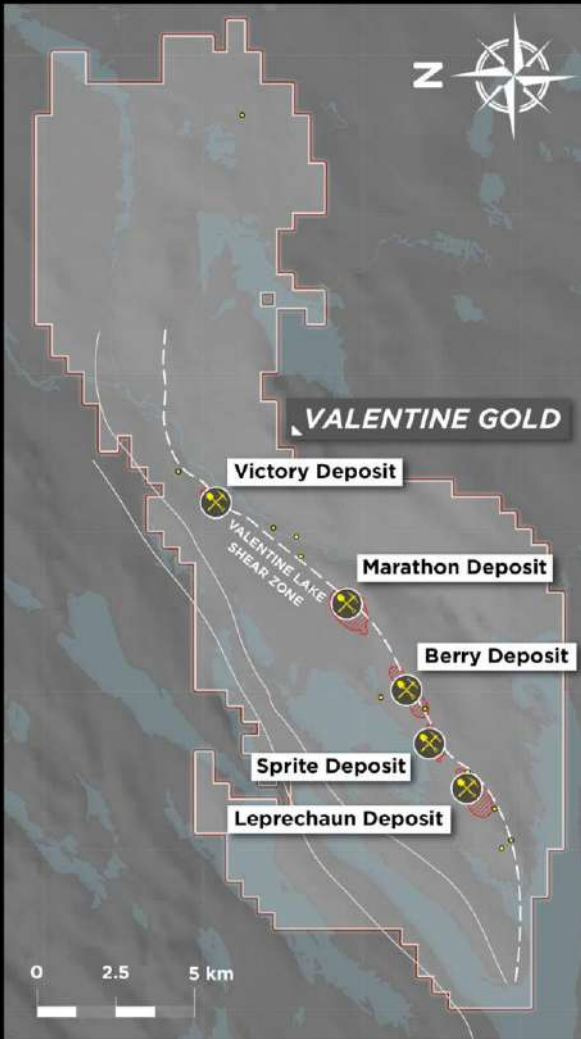 N
VALENTINE GOLD
Victory Deposit
VALENTINE LAKE
SHEAR ZONE
Marathon Deposit
Berry Deposit
Sprite Deposit
Leprechaun Deposit
0 2.5 5 km